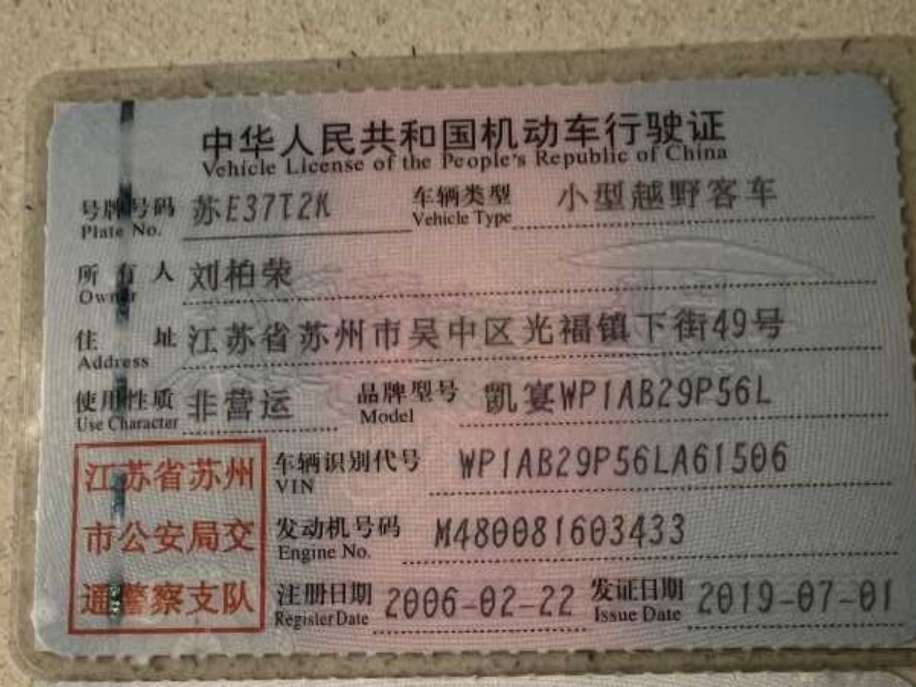 中华人民共和国机动车行驶证
Vehicle License of the People's Republic of China
号牌号码 苏E37T2K 车辆类型 小型越野客车
Plate No. Vehicle Type
所有人 刘柏荣
Owner
住址 江苏省苏州市吴中区光福镇下街49号
Address
使用性质 非营运 品牌型号 凯宴WP1AB29P56L
Use Character Model
江苏省苏州
市公安局交
通警察支队
车辆识别代号 WP1AB29P56LA61506
VIN
发动机号码 M480081603433
Engine No.
注册日期 2006-02-22 发证日期 2019-07-01
Register Date Issue Date